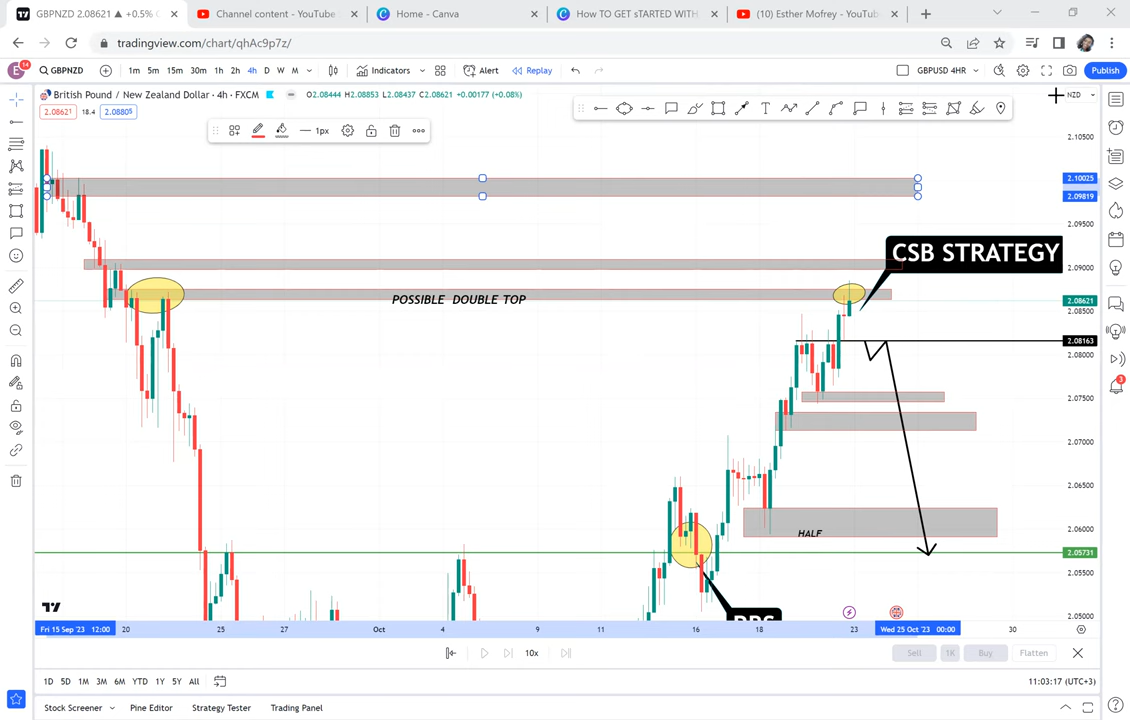 GBPNZD 2.08621 ▲ +0.5% G
Channel content - YouTube S
Home - Canva
How TO GET sTARTED WITH
(10) Esther Mofrey - YouTub
tradingview.com/chart/qhAc9p7z/
E 14 GBPNZD 1m 5m 15m 30m 1h 2h 4h D W M Indicators Alert Replay GBPUSD 4HR Publish
British Pound / New Zealand Dollar · 4h · FXCM O2.08444 H2.08853 L2.08437 C2.08621 +0.00177 (+0.08%) NZD
2.08621 18.4 2.08805
1px
2.10500
2.10025
2.09819
2.09500
2.09000
2.08621
2.08500
2.08163
2.08000
2.07500
2.07000
2.06500
2.06000
2.05731
2.05500
2.05000
CSB STRATEGY
POSSIBLE DOUBLE TOP
HALF
3
Fri 15 Sep '23 12:00 20 25 27 Oct 4 9 11 16 18 23 Wed 25 Oct '23 00:00 30
10x Sell 1K Buy Flatten
1D 5D 1M 3M 6M YTD 1Y 5Y All 11:03:17 (UTC+3)
Stock Screener Pine Editor Strategy Tester Trading Panel